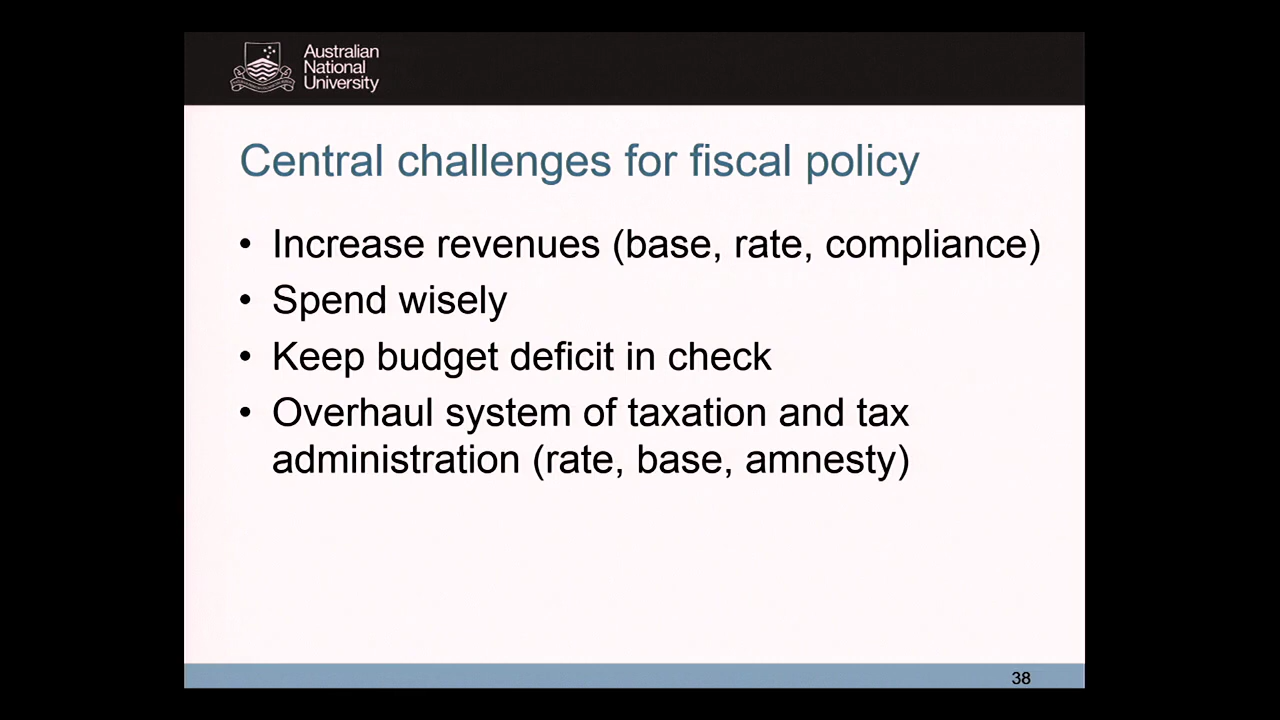 Australian
National
University
Central challenges for fiscal policy
• Increase revenues (base, rate, compliance)
• Spend wisely
• Keep budget deficit in check
• Overhaul system of taxation and tax
administration (rate, base, amnesty)
38